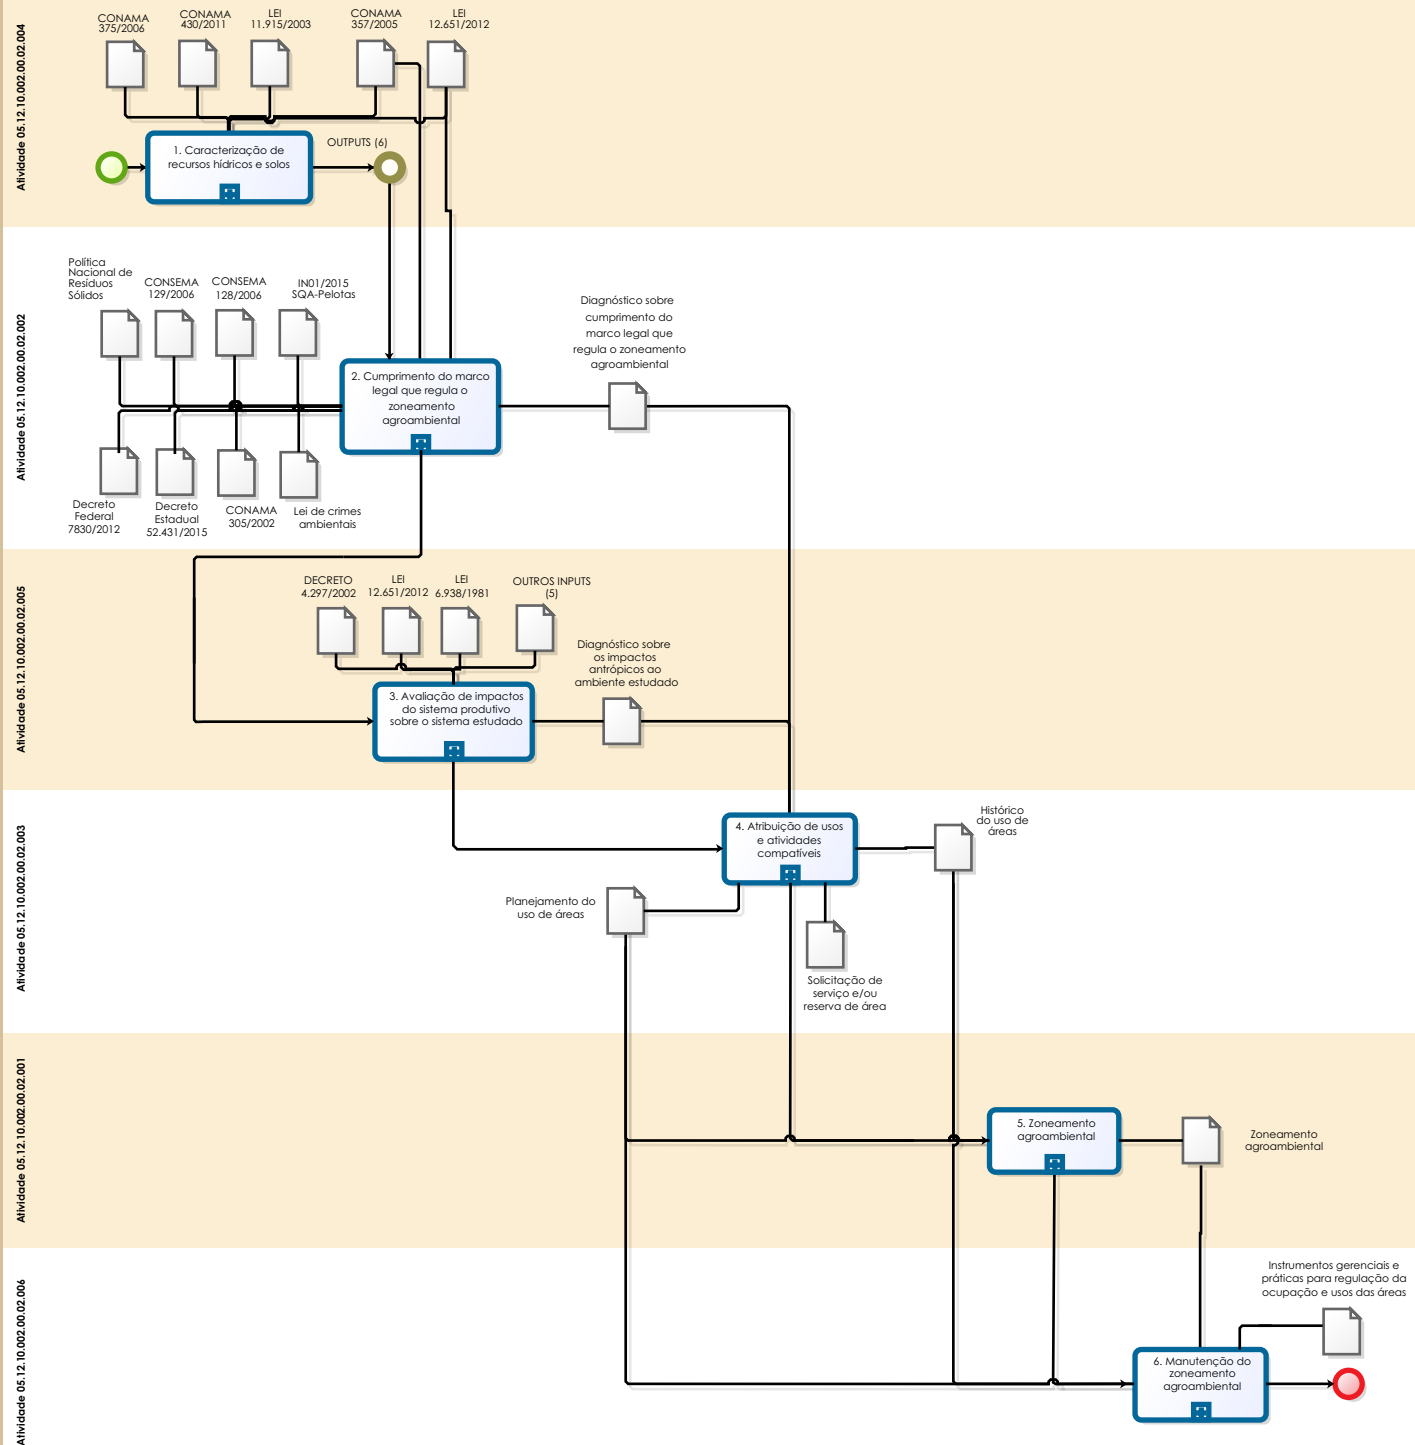 Atividade 05.12.10.002.00.02.004
CONAMA
375/2006
CONAMA
430/2011
LEI
11.915/2003
CONAMA
357/2005
LEI
12.651/2012
1. Caracterização de
recursos hídricos e solos
OUTPUTS (6)
Atividade 05.12.10.002.00.02.002
Política
Nacional de
Resíduos
Sólidos
CONSEMA
129/2006
CONSEMA
128/2006
IN01/2015
SQA-Pelotas
2. Cumprimento do marco
legal que regula o
zoneamento
agroambiental
Diagnóstico sobre
cumprimento do
marco legal que
regula o zoneamento
agroambiental
Decreto
Federal
7830/2012
Decreto
Estadual
52.431/2015
CONAMA
305/2002
Lei de crimes
ambientais
Atividade 05.12.10.002.00.02.005
DECRETO
4.297/2002
LEI
12.651/2012
LEI
6.938/1981
OUTROS INPUTS
(5)
3. Avaliação de impactos
do sistema produtivo
sobre o sistema estudado
Diagnóstico sobre
os impactos
antrópicos ao
ambiente estudado
Atividade 05.12.10.002.00.02.003
4. Atribuição de usos
e atividades
compatíveis
Histórico
do uso de
áreas
Planejamento do
uso de áreas
Solicitação de
serviço e/ou
reserva de área
Atividade 05.12.10.002.00.02.001
5. Zoneamento
agroambiental
Zoneamento
agroambiental
Atividade 05.12.10.002.00.02.006
Instrumentos gerenciais e
práticas para regulação da
ocupação e usos das áreas
6. Manutenção do
zoneamento
agroambiental